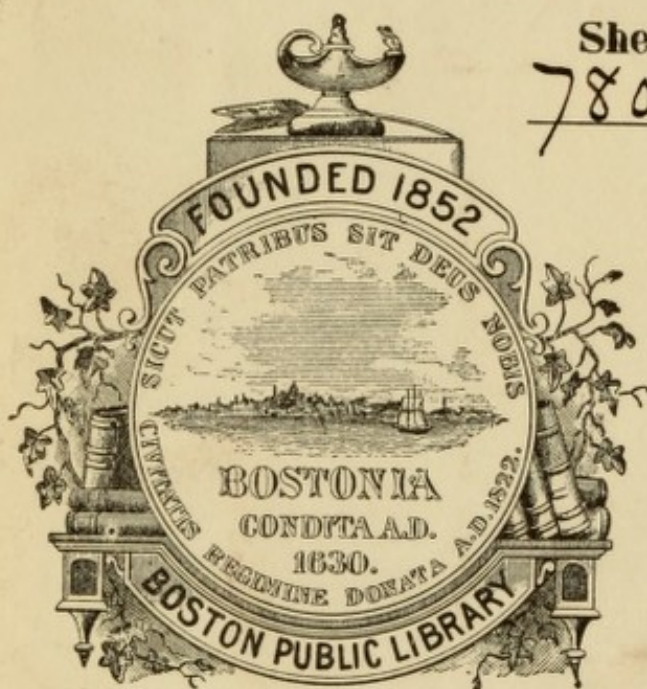 She
780
FOUNDED 1852
SICUT PATRIBUS SIT DEUS NOBIS
BOSTONIA
CONDITA A.D.
1630.
CIVITATIS REGIMINE DONATA A.D. 1822.
BOSTON PUBLIC LIBRARY